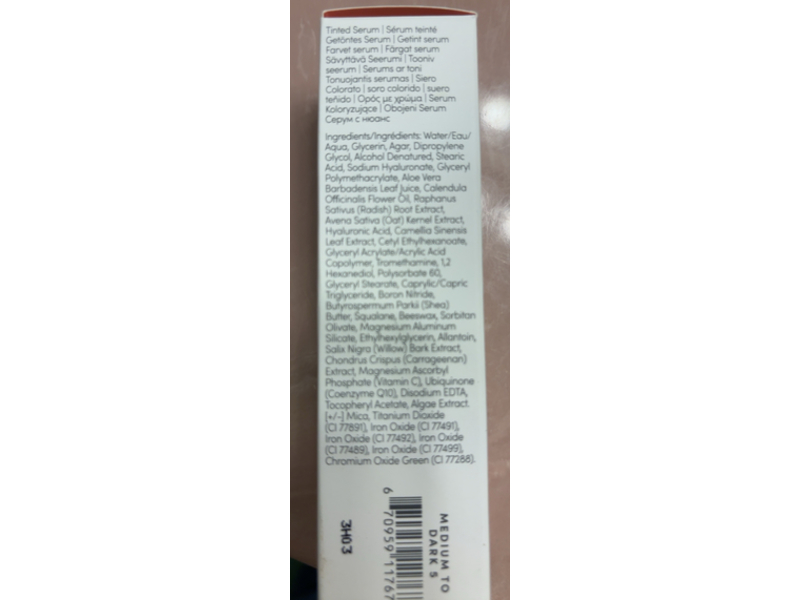 Tinted Serum | Sérum teinté
Getöntes Serum | Getint serum
Farvet serum | Färgat serum
Sävyttävä Seerumi | Tooniv
seerum | Serums ar toni
Tonuojantis serumas | Siero
Colorato | soro colorido | suero
teñido | Ορός με χρώμα | Serum
Koloryzujące | Obojeni Serum
Серум с нюанс
Ingredients/Ingrédients: Water/Eau/
Aqua, Glycerin, Agar, Dipropylene
Glycol, Alcohol Denatured, Stearic
Acid, Sodium Hyaluronate, Glyceryl
Polymethacrylate, Aloe Vera
Barbadensis Leaf Juice, Calendula
Officinalis Flower Oil, Raphanus
Sativus (Radish) Root Extract,
Avena Sativa (Oat) Kernel Extract,
Hyaluronic Acid, Camellia Sinensis
Leaf Extract, Cetyl Ethylhexanoate,
Glyceryl Acrylate/Acrylic Acid
Copolymer, Tromethamine, 1,2
Hexanediol, Polysorbate 60,
Glyceryl Stearate, Caprylic/Capric
Triglyceride, Boron Nitride,
Butyrospermum Parkii (Shea)
Butter, Squalane, Beeswax, Sorbitan
Olivate, Magnesium Aluminum
Silicate, Ethylhexylglycerin, Allantoin,
Salix Nigra (Willow) Bark Extract,
Chondrus Crispus (Carrageenan)
Extract, Magnesium Ascorbyl
Phosphate (Vitamin C), Ubiquinone
(Coenzyme Q10), Disodium EDTA,
Tocopheryl Acetate, Algae Extract.
[+/-] Mica, Titanium Dioxide
(CI 77891), Iron Oxide (CI 77491),
Iron Oxide (CI 77492), Iron Oxide
(CI 77489), Iron Oxide (CI 77499),
Chromium Oxide Green (CI 77288).
3H03
6 70959 11767
MEDIUM TO
DARK 5